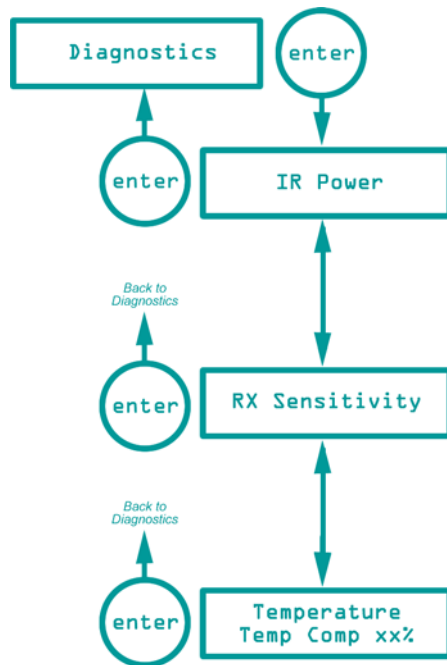 Diagnostics
enter
enter
IR Power
Back to
Diagnostics
enter
RX Sensitivity
Back to
Diagnostics
enter
Temperature
Temp Comp xx%